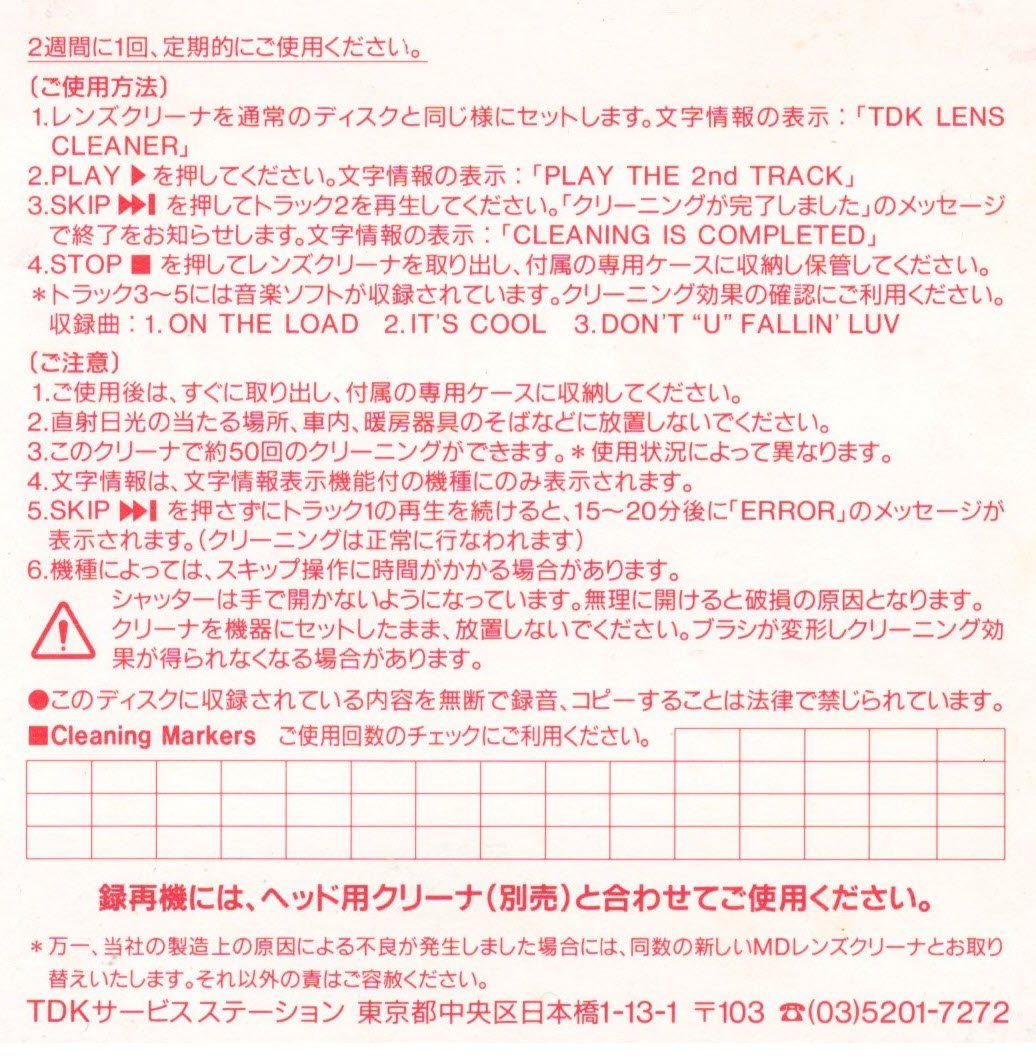 2週間に1回、定期的にご使用ください。
〔ご使用方法〕
1.レンズクリーナを通常のディスクと同じ様にセットします。文字情報の表示：「TDK LENS
CLEANER」
2.PLAY ▶ を押してください。文字情報の表示：「PLAY THE 2nd TRACK」
3.SKIP ▶▶I を押してトラック2を再生してください。「クリーニングが完了しました」のメッセージ
で終了をお知らせします。文字情報の表示：「CLEANING IS COMPLETED」
4.STOP ■ を押してレンズクリーナを取り出し、付属の専用ケースに収納し保管してください。
＊トラック3～5には音楽ソフトが収録されています。クリーニング効果の確認にご利用ください。
収録曲：1. ON THE LOAD 2.IT'S COOL 3.DON'T “U” FALLIN' LUV
〔ご注意〕
1.ご使用後は、すぐに取り出し、付属の専用ケースに収納してください。
2.直射日光の当たる場所、車内、暖房器具のそばなどに放置しないでください。
3.このクリーナで約50回のクリーニングができます。＊使用状況によって異なります。
4.文字情報は、文字情報表示機能付の機種にのみ表示されます。
5.SKIP ▶▶I を押さずにトラック1の再生を続けると、15～20分後に「ERROR」のメッセージが
表示されます。（クリーニングは正常に行なわれます）
6.機種によっては、スキップ操作に時間がかかる場合があります。
シャッターは手で開かないようになっています。無理に開けると破損の原因となります。
クリーナを機器にセットしたまま、放置しないでください。ブラシが変形しクリーニング効
果が得られなくなる場合があります。
●このディスクに収録されている内容を無断で録音、コピーすることは法律で禁じられています。
■Cleaning Markers ご使用回数のチェックにご利用ください。
録再機には、ヘッド用クリーナ（別売）と合わせてご使用ください。
＊万一、当社の製造上の原因による不良が発生しました場合には、同数の新しいMDレンズクリーナとお取り
替えいたします。それ以外の責はご容赦ください。
TDKサービスステーション 東京都中央区日本橋1-13-1 〒103 ☎(03)5201-7272